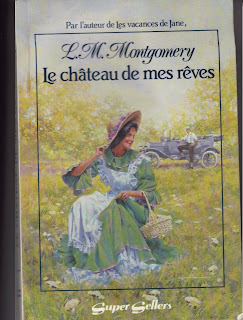 Par l'auteur de Les vacances de Jane,
L.M. Montgomery
Le château de mes rêves
Super Sellers